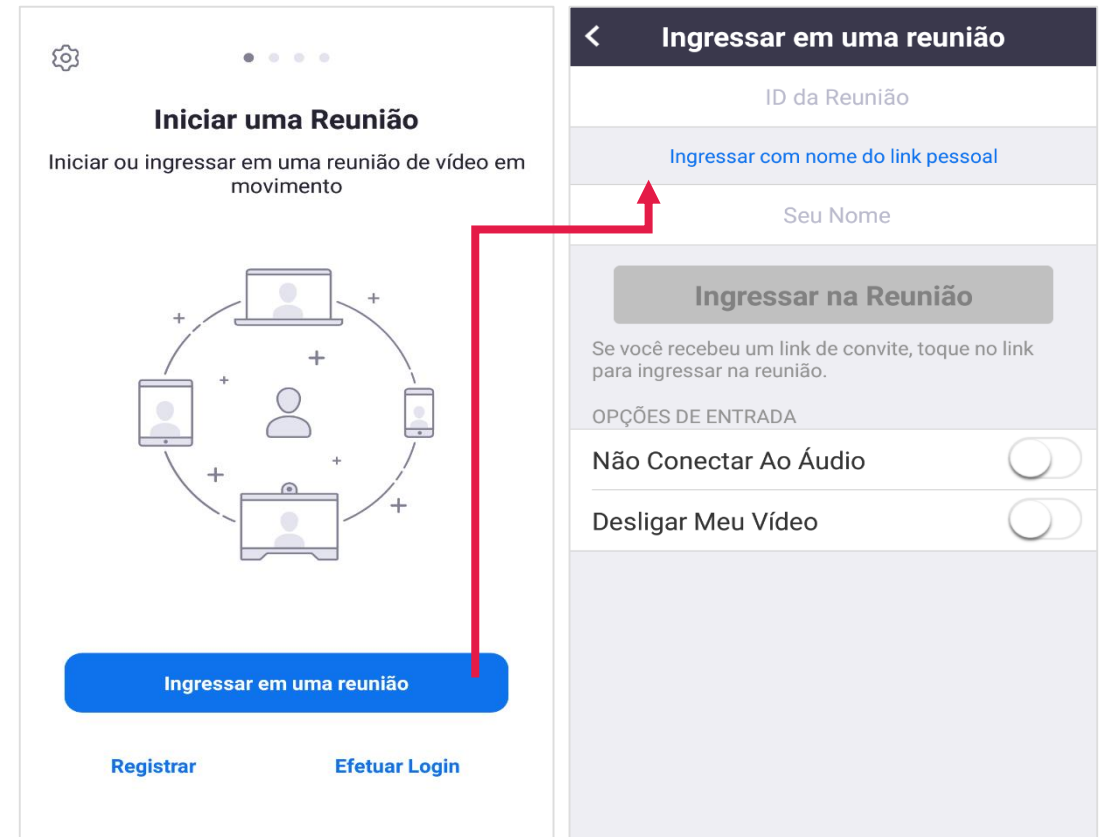 Iniciar uma Reunião
Iniciar ou ingressar em uma reunião de vídeo em
movimento
Ingressar em uma reunião
Registrar
Efetuar Login
Ingressar em uma reunião
ID da Reunião
Ingressar com nome do link pessoal
Seu Nome
Ingressar na Reunião
Se você recebeu um link de convite, toque no link
para ingressar na reunião.
OPÇÕES DE ENTRADA
Não Conectar Ao Áudio
Desligar Meu Vídeo